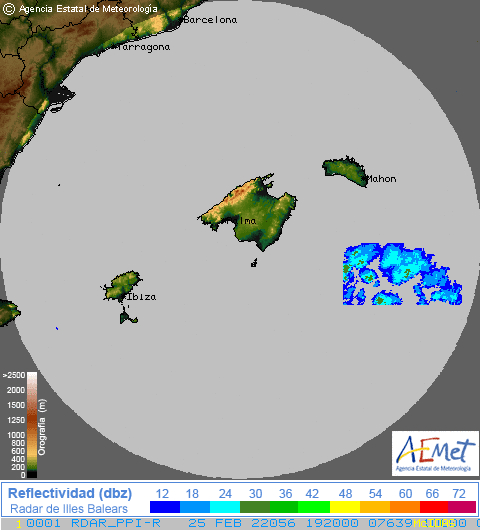 © Agencia Estatal de Meteorología
Barcelona
Tarragona
Mahon
lma
Ibiza
>2500
2000
1500
1400
1000
800
600
400
200
0
Orografía (m)
AEMet
Agencia Estatal de Meteorología
Reflectividad (dbz)
Radar de Illes Balears
12 18 24 30 36 42 48 54 60 66 72
1 0001 RDAR_PPI-R 25 FEB 22056 192000 07639